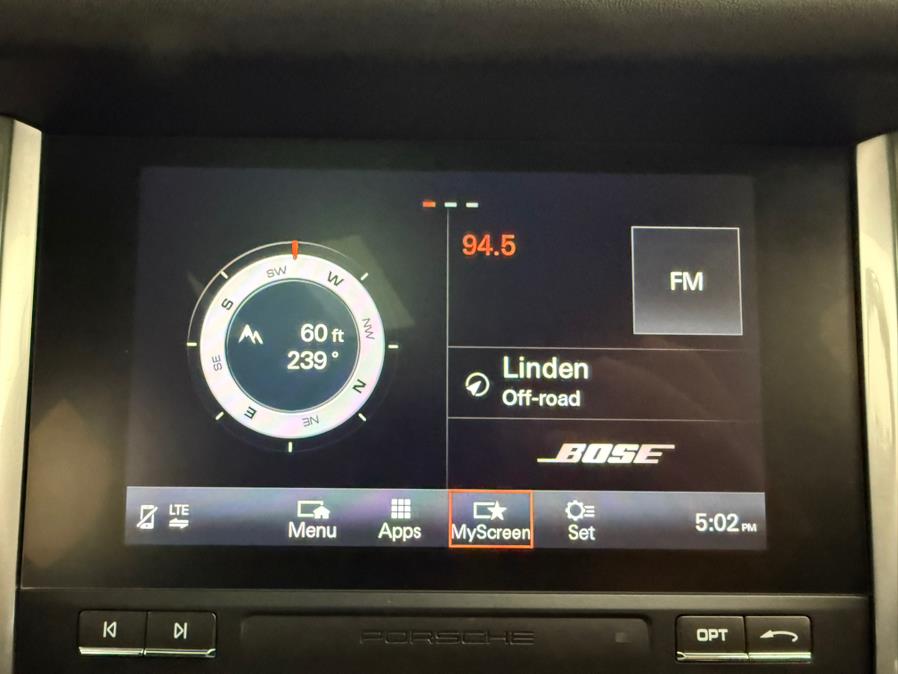 94.5
FM
SW
W
S
NW
60 ft
239°
SE
N
E
NE
Linden
Off-road
BOSE
LTE
Menu
Apps
MyScreen
Set
5:02 PM
PORSCHE
OPT